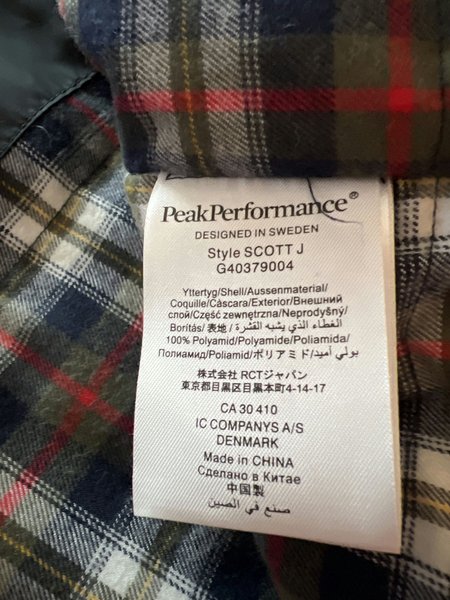 PeakPerformance®
DESIGNED IN SWEDEN
Style SCOTT J
G40379004
Yttertyg/Shell/Aussenmaterial/
Coquille/Cáscara/Exterior/Внешний
слой/Część zewnętrzna/Neprodyšný/
Borítás/表地/الغطاء الذي يشبه القشرة/
100% Polyamid/Polyamide/Poliamida/
Полиамид/Poliamid/ポリアミド/بولي أميد
株式会社 RCTジャパン
東京都目黒区目黒本町4-14-17
CA 30 410
IC COMPANYS A/S
DENMARK
Made in CHINA
Сделано в Китае
中国製
صنع في الصين